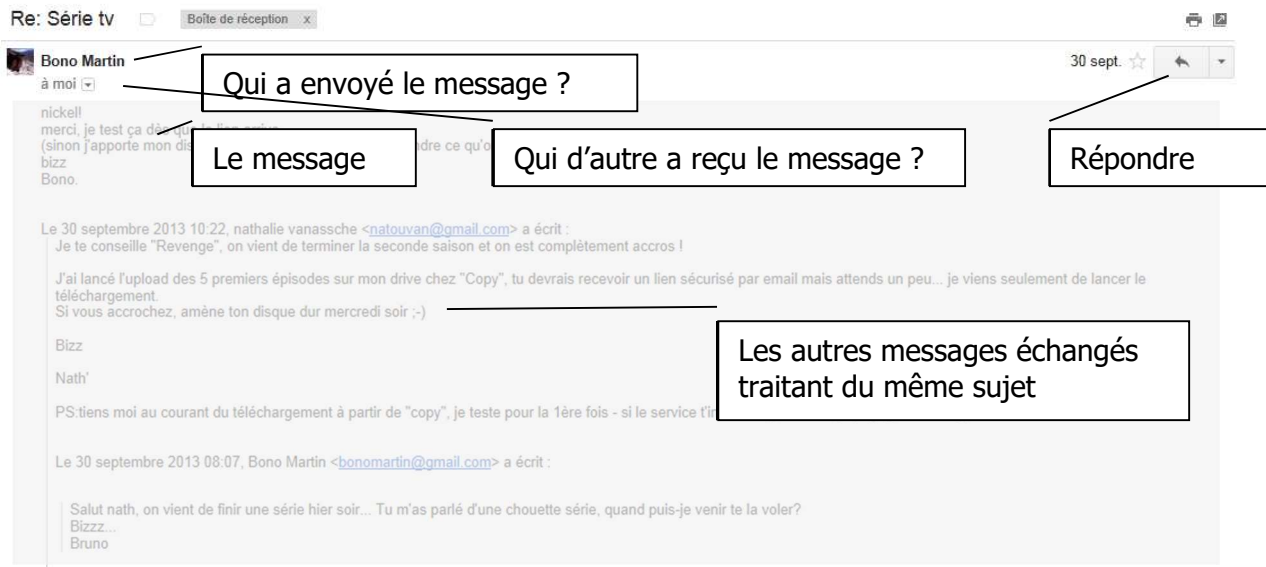 Re: Série tv
Boîte de réception x
Bono Martin
30 sept.
à moi
Qui a envoyé le message ?
nickel!
merci, je test ça dès que le lien arrive
(sinon j'apporte mon ndre ce qu'o
bizz
Bono.
Le message
Qui d'autre a reçu le message ?
Répondre
Le 30 septembre 2013 10:22, nathalie vanassche <natouvan@gmail.com> a écrit :
Je te conseille "Revenge", on vient de terminer la seconde saison et on est complètement accros !
J'ai lancé l'upload des 5 premiers épisodes sur mon drive chez "Copy", tu devrais recevoir un lien sécurisé par email mais attends un peu... je viens seulement de lancer le
téléchargement.
Si vous accrochez, amène ton disque dur mercredi soir ;-)
Les autres messages échangés
traitant du même sujet
Bizz
Nath'
PS:tiens moi au courant du téléchargement à partir de "copy", je teste pour la 1ère fois - si le service
Le 30 septembre 2013 08:07, Bono Martin <bonomartin@gmail.com> a écrit :
Salut nath, on vient de finir une série hier soir... Tu m'as parlé d'une chouette série, quand puis-je venir te la voler?
Bizzz...
Bruno